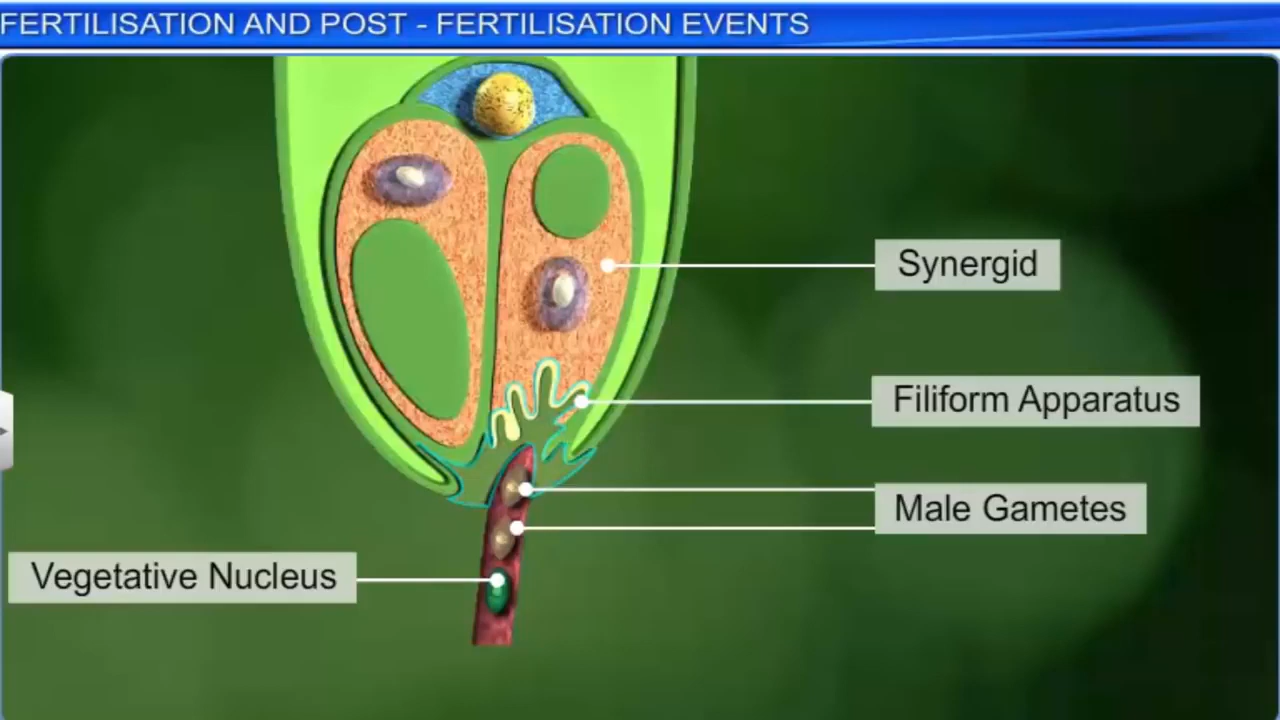 FERTILISATION AND POST - FERTILISATION EVENTS
Synergid
Filiform Apparatus
Male Gametes
Vegetative Nucleus